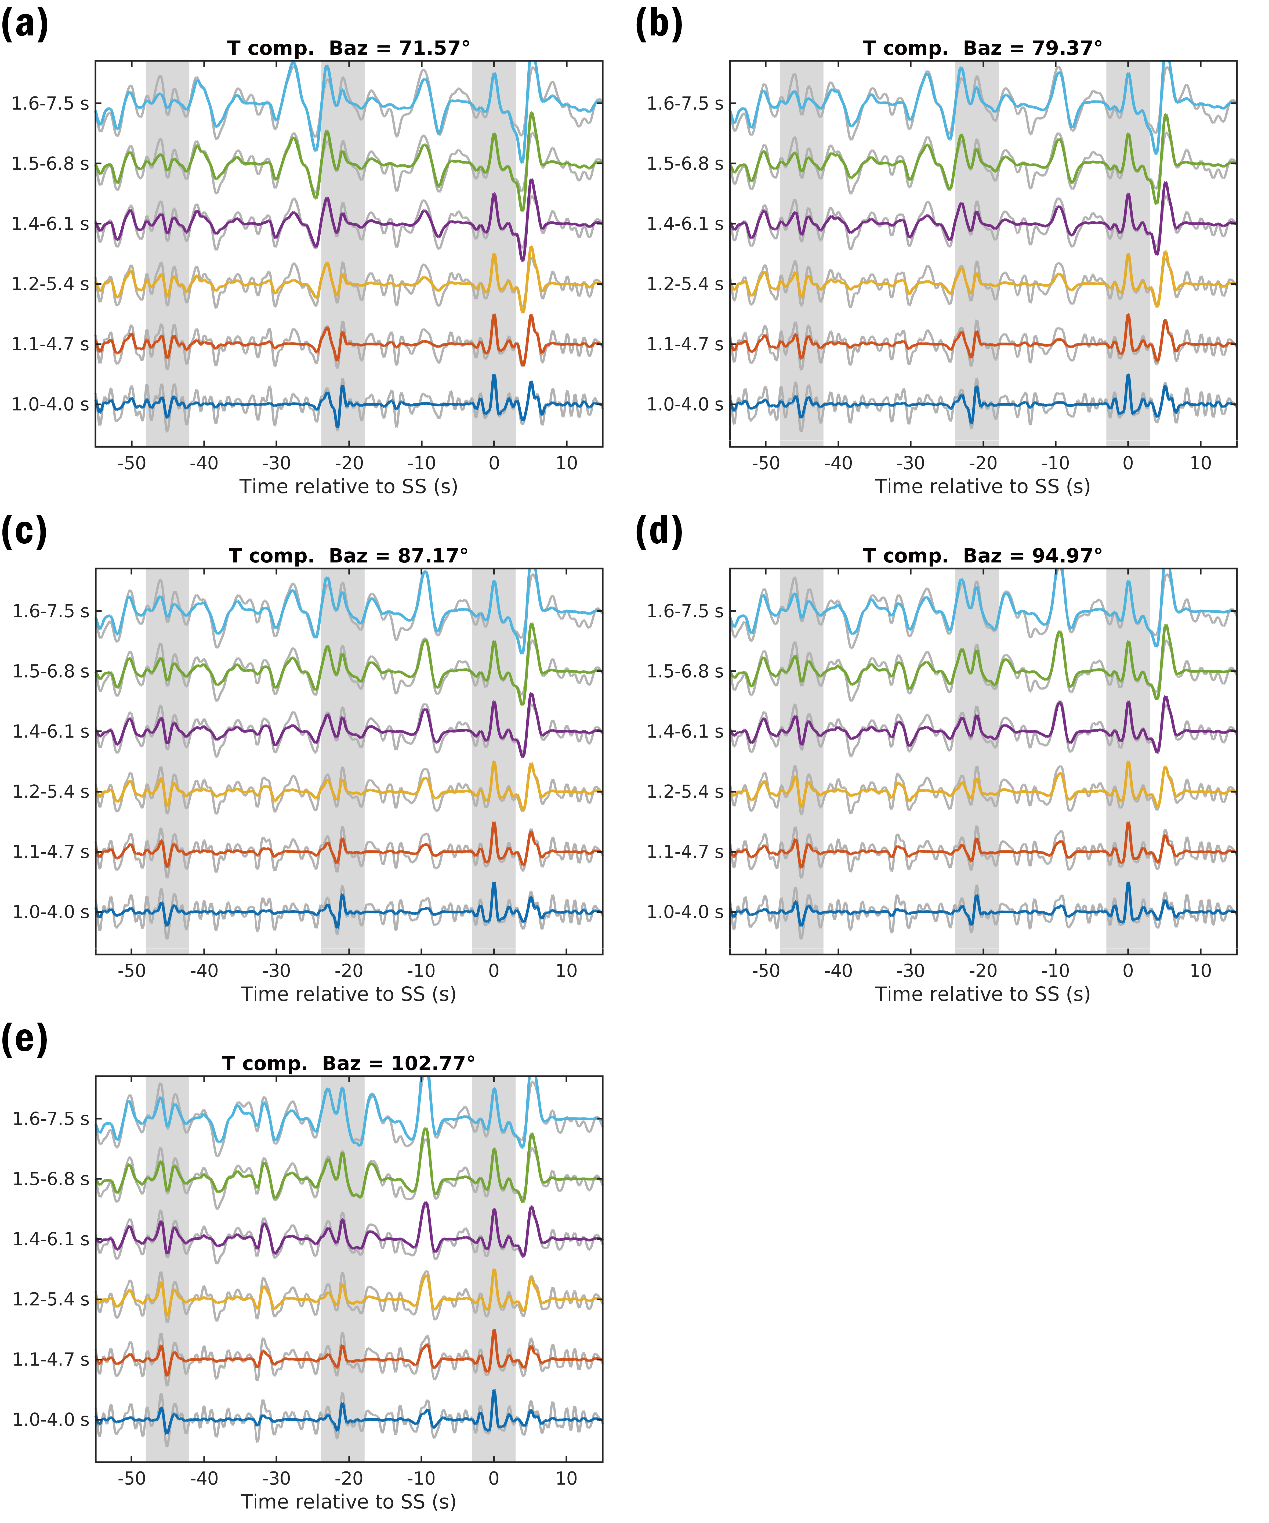 (a)
T comp. Baz = 71.57°
1.6-7.5 s
1.5-6.8 s
1.4-6.1 s
1.2-5.4 s
1.1-4.7 s
1.0-4.0 s
-50 -40 -30 -20 -10 0 10
Time relative to SS (s)
(b)
T comp. Baz = 79.37°
1.6-7.5 s
1.5-6.8 s
1.4-6.1 s
1.2-5.4 s
1.1-4.7 s
1.0-4.0 s
-50 -40 -30 -20 -10 0 10
Time relative to SS (s)
(c)
T comp. Baz = 87.17°
1.6-7.5 s
1.5-6.8 s
1.4-6.1 s
1.2-5.4 s
1.1-4.7 s
1.0-4.0 s
-50 -40 -30 -20 -10 0 10
Time relative to SS (s)
(d)
T comp. Baz = 94.97°
1.6-7.5 s
1.5-6.8 s
1.4-6.1 s
1.2-5.4 s
1.1-4.7 s
1.0-4.0 s
-50 -40 -30 -20 -10 0 10
Time relative to SS (s)
(e)
T comp. Baz = 102.77°
1.6-7.5 s
1.5-6.8 s
1.4-6.1 s
1.2-5.4 s
1.1-4.7 s
1.0-4.0 s
-50 -40 -30 -20 -10 0 10
Time relative to SS (s)